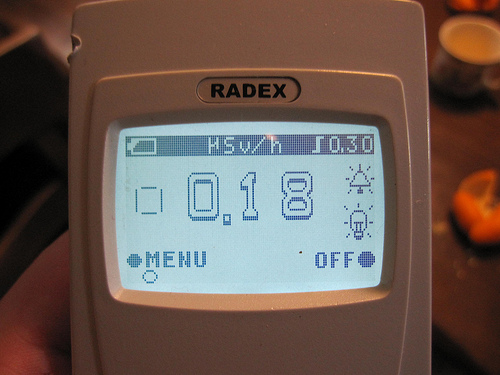 RADEX
µSv/h ♪0.30
0.18
MENU OFF